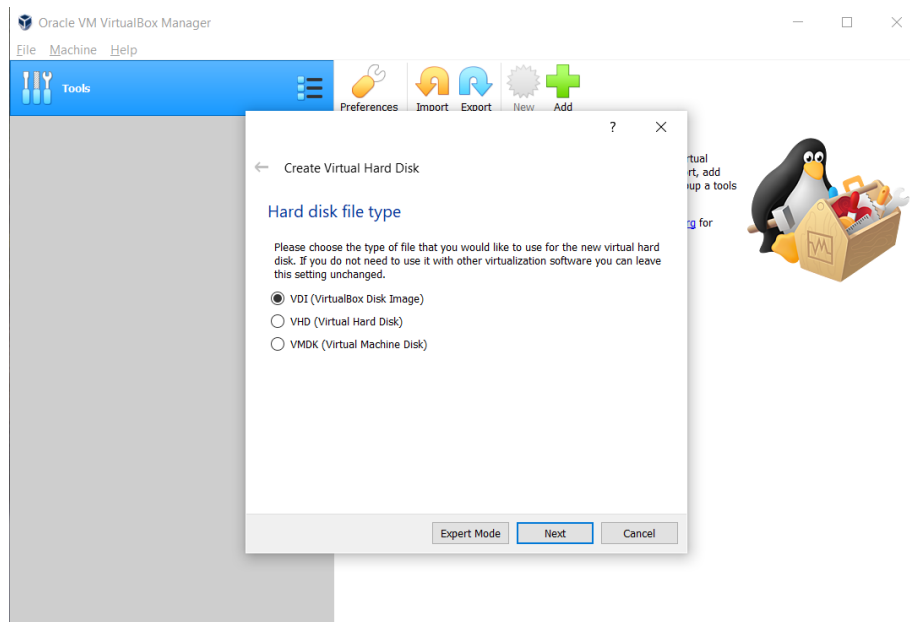 Oracle VM VirtualBox Manager
File Machine Help
Tools
Preferences Import Export New Add
?
Create Virtual Hard Disk
Hard disk file type
Please choose the type of file that you would like to use for the new virtual hard
disk. If you do not need to use it with other virtualization software you can leave
this setting unchanged.
VDI (VirtualBox Disk Image)
VHD (Virtual Hard Disk)
VMDK (Virtual Machine Disk)
Expert Mode Next Cancel
rtual
rt, add
up a tools
rg for